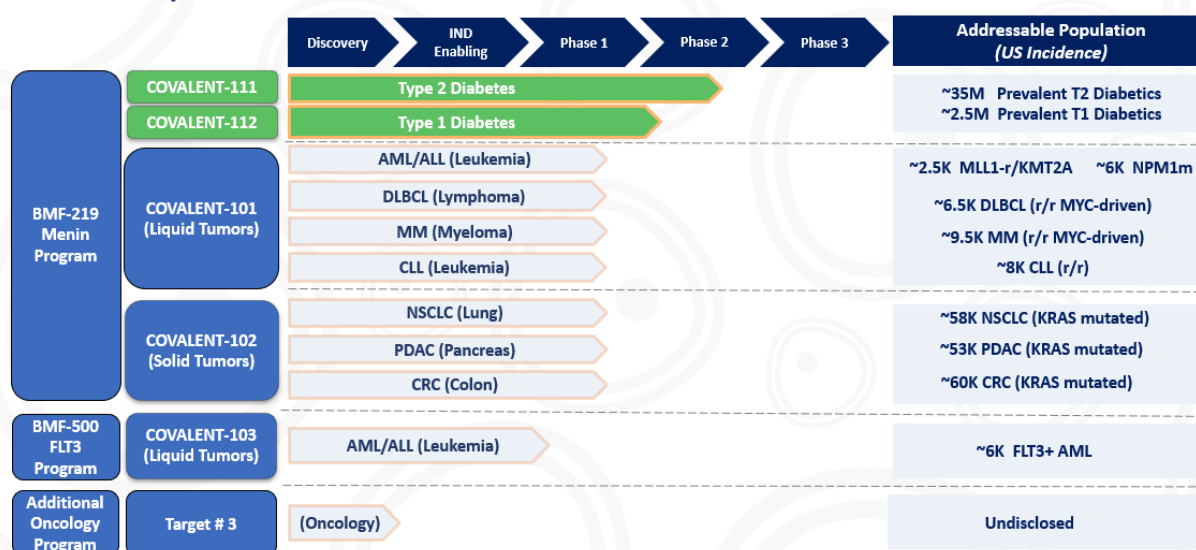 Discovery
IND
Enabling
Phase 1
Phase 2
Phase 3
Addressable Population
(US Incidence)
BMF-219
Menin
Program
COVALENT-111
Type 2 Diabetes
~35M Prevalent T2 Diabetics
COVALENT-112
Type 1 Diabetes
~2.5M Prevalent T1 Diabetics
COVALENT-101
(Liquid Tumors)
AML/ALL (Leukemia)
~2.5K MLL1-r/KMT2A ~6K NPM1m
DLBCL (Lymphoma)
~6.5K DLBCL (r/r MYC-driven)
MM (Myeloma)
~9.5K MM (r/r MYC-driven)
CLL (Leukemia)
~8K CLL (r/r)
COVALENT-102
(Solid Tumors)
NSCLC (Lung)
~58K NSCLC (KRAS mutated)
PDAC (Pancreas)
~53K PDAC (KRAS mutated)
CRC (Colon)
~60K CRC (KRAS mutated)
BMF-500
FLT3
Program
COVALENT-103
(Liquid Tumors)
AML/ALL (Leukemia)
~6K FLT3+ AML
Additional
Oncology
Program
Target # 3
(Oncology)
Undisclosed